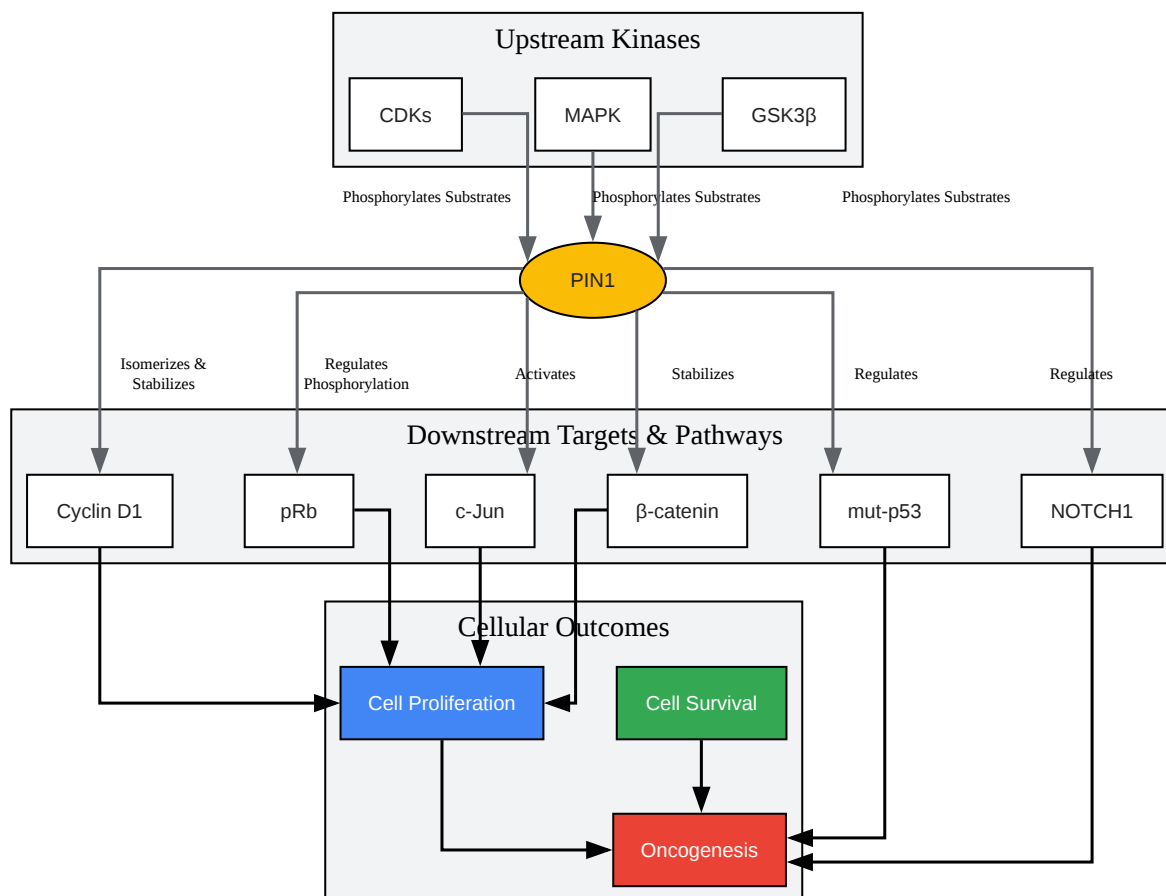 Upstream Kinases
CDKs
MAPK
GSK3β
Phosphorylates Substrates
Phosphorylates Substrates
Phosphorylates Substrates
PIN1
Isomerizes &
Stabilizes
Regulates
Phosphorylation
Activates
Stabilizes
Regulates
Regulates
Downstream Targets & Pathways
Cyclin D1
pRb
c-Jun
β-catenin
mut-p53
NOTCH1
Cellular Outcomes
Cell Proliferation
Cell Survival
Oncogenesis